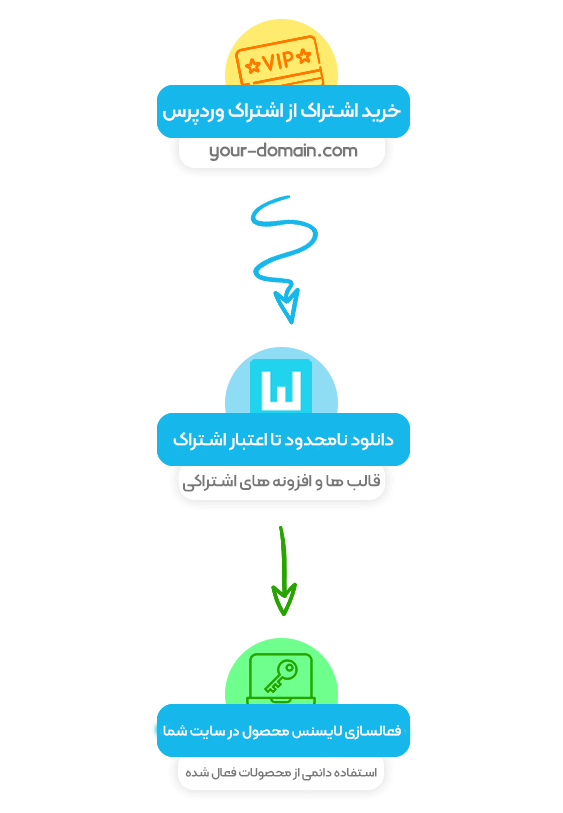 VIP
خرید اشتراک از اشتراک وردپرس
your-domain.com
دانلود نامحدود تا اعتبار اشتراک
قالب ها و افزونه های اشتراکی
فعالسازی لایسنس محصول در سایت شما
استفاده دائمی از محصولات فعال شده